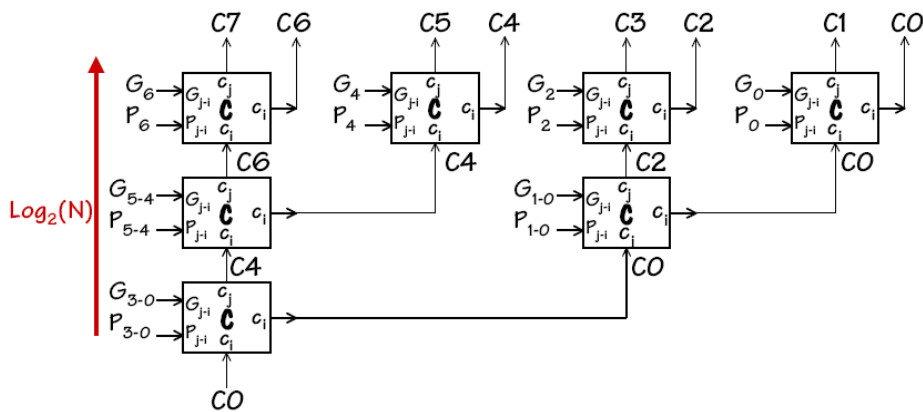 C7 C6 C5 C4 C3 C2 C1 C0
G6 Gj-i cj C ci P6 Pj-i ci
G4 Gj-i cj C ci P4 Pj-i ci
G2 Gj-i cj C ci P2 Pj-i ci
G0 Gj-i cj C ci P0 Pj-i ci
C6 C4 C2 C0
Log2(N)
G5-4 Gj-i cj C ci P5-4 Pj-i ci
G1-0 Gj-i cj C ci P1-0 Pj-i ci
C4 C0
G3-0 Gj-i cj C ci P3-0 Pj-i ci
C0